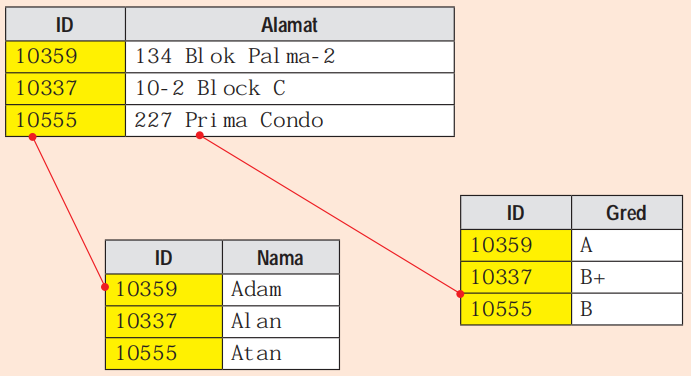 ID Alamat
10359 134 Blok Palma-2
10337 10-2 Block C
10555 227 Prima Condo
ID Gred
10359 A
10337 B+
10555 B
ID Nama
10359 Adam
10337 Alan
10555 Atan